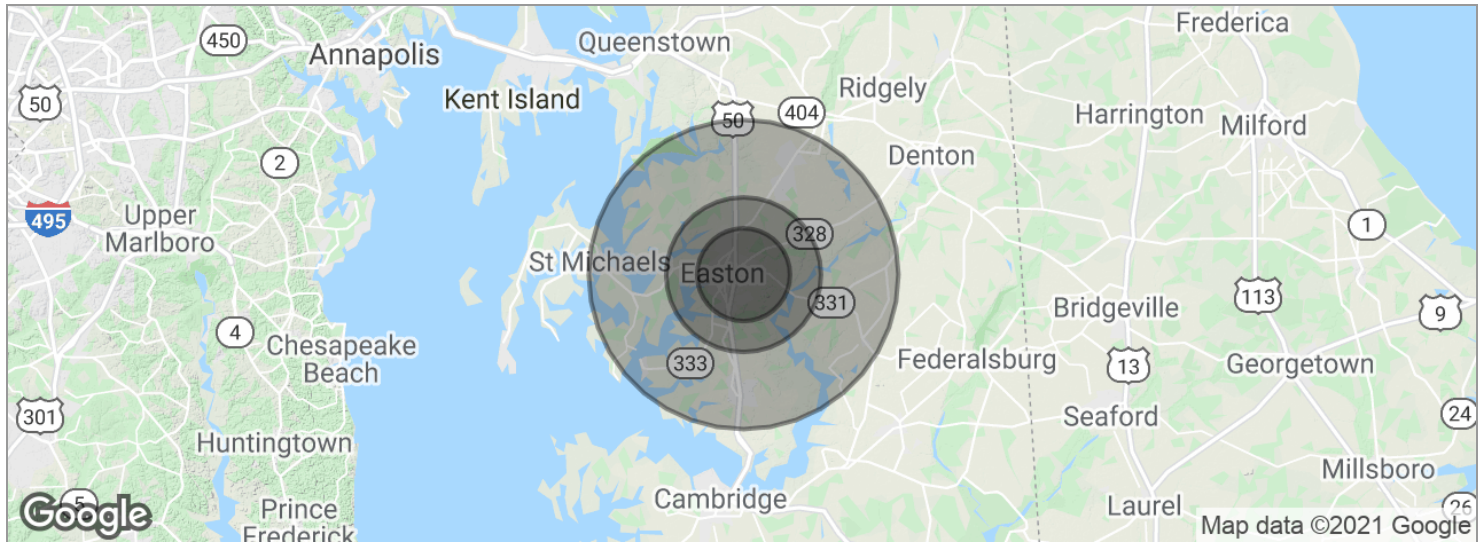 Frederica
450
Annapolis
Queenstown
50
Kent Island
Ridgely
404
50
Harrington
Milford
2
Denton
495
Upper
Marlboro
1
328
St Michaels
Easton
113
331
Bridgeville
9
4
Chesapeake
Beach
333
Federalsburg
13
Georgetown
301
Seaford
24
Huntingtown
Millsboro
Cambridge
5
Laurel
26
Prince
Frederick
Google
Map data ©2021 Google